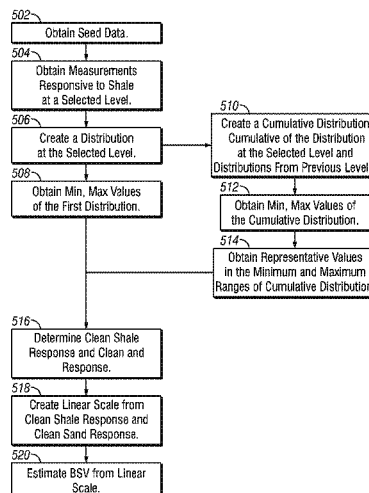 502
Obtain Seed Data.
504
Obtain Measurements
Responsive to Shale
at a Selected Level.
506
Create a Distribution
at the Selected Level.
508
Obtain Min, Max Values
of the First Distribution.
510
Create a Cumulative Distribution
Cumulative of the Distribution
at the Selected Level and
Distributions From Previous Level
512
Obtain Min, Max Values of
the Cumulative Distribution.
514
Obtain Representative Values
in the Minimum and Maximum
Ranges of Cumulative Distribution
516
Determine Clean Shale
Response and Clean and
Response.
518
Create Linear Scale from
Clean Shale Response and
Clean Sand Response.
520
Estimate BSV from Linear
Scale.